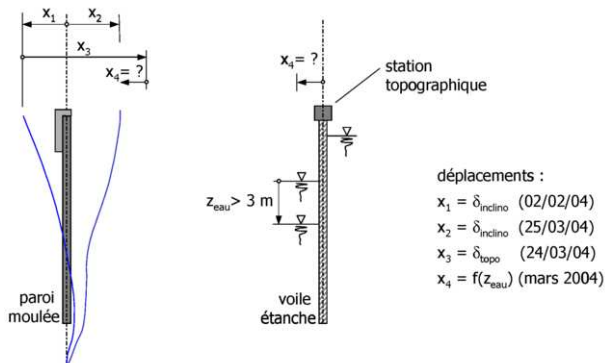 x₁ x₂
x₃
x₄= ?
x₄= ?
station
topographique
z_eau> 3 m
paroi
moulée
voile
étanche
déplacements :
x₁ = δ_inclino (02/02/04)
x₂ = δ_inclino (25/03/04)
x₃ = δ_topo (24/03/04)
x₄ = f(z_eau) (mars 2004)